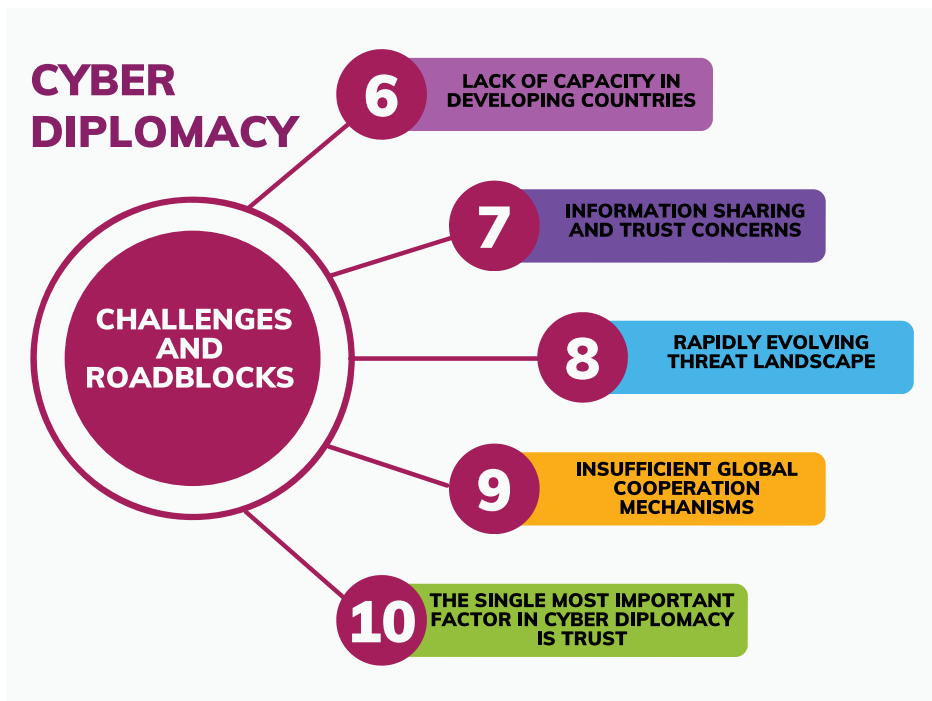 CYBER
DIPLOMACY
CHALLENGES
AND
ROADBLOCKS
6
LACK OF CAPACITY IN
DEVELOPING COUNTRIES
7
INFORMATION SHARING
AND TRUST CONCERNS
8
RAPIDLY EVOLVING
THREAT LANDSCAPE
9
INSUFFICIENT GLOBAL
COOPERATION
MECHANISMS
10
THE SINGLE MOST IMPORTANT
FACTOR IN CYBER DIPLOMACY
IS TRUST